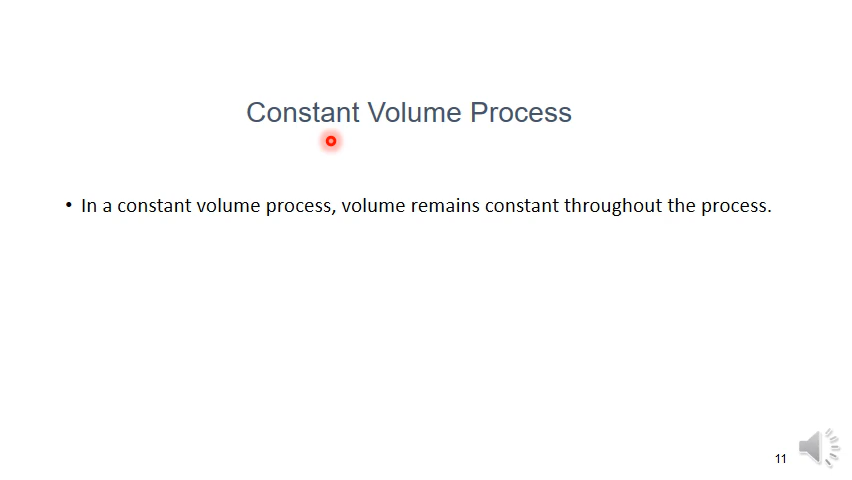 Constant Volume Process
• In a constant volume process, volume remains constant throughout the process.
11